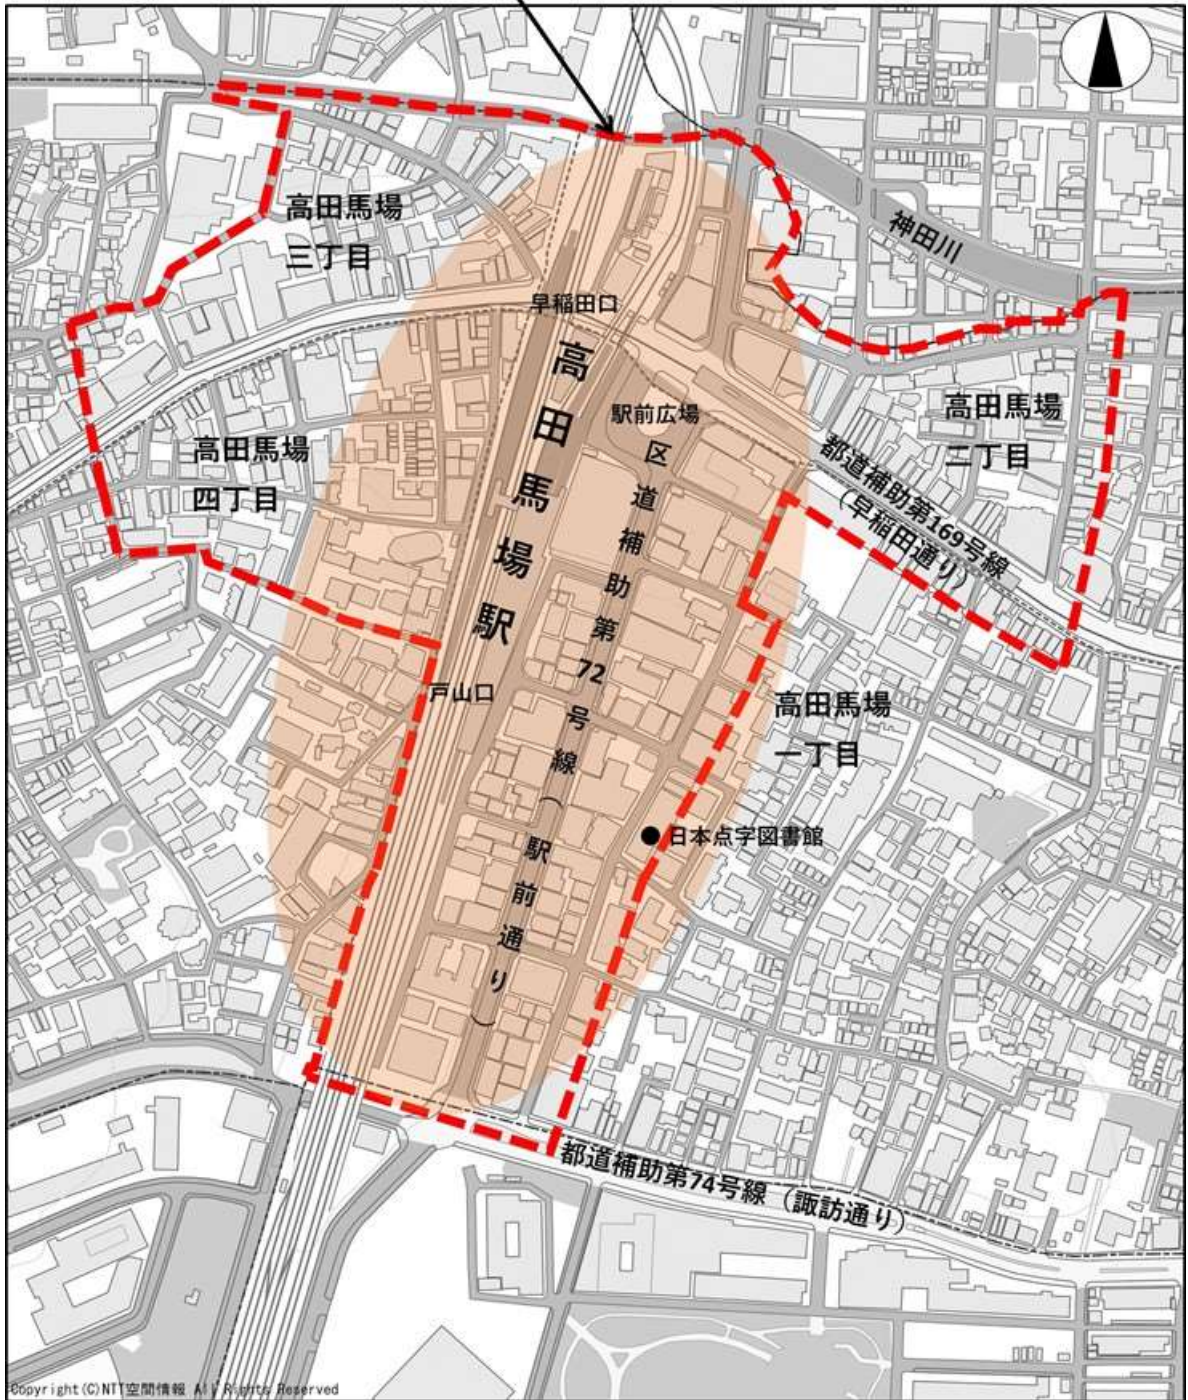 神田川
高田馬場
三丁目
早稲田口
高田馬場駅
駅前広場
高田馬場
二丁目
高田馬場
四丁目
都道補助第169号線
（早稲田通り）
区道補助第72号線（駅前通り）
戸山口
高田馬場
一丁目
日本点字図書館
都道補助第74号線（諏訪通り）
Copyright(C)NTT空間情報 All Rights Reserved